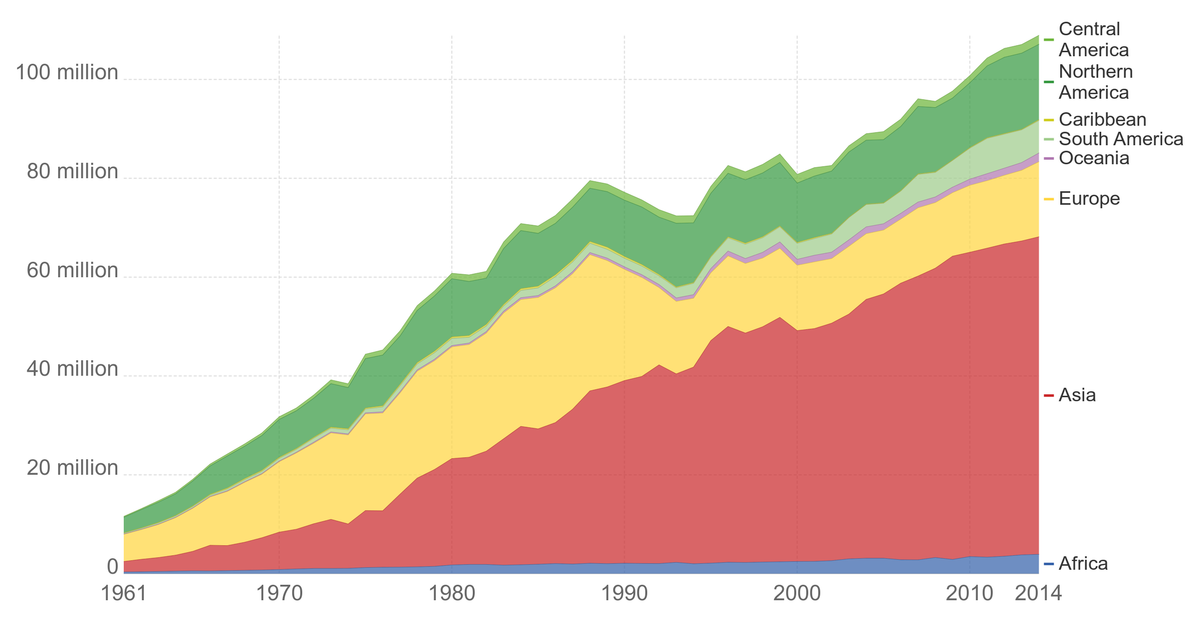 Central
America
100 million
Northern
America
Caribbean
South America
Oceania
80 million
Europe
60 million
40 million
Asia
20 million
0
Africa
1961 1970 1980 1990 2000 2010 2014